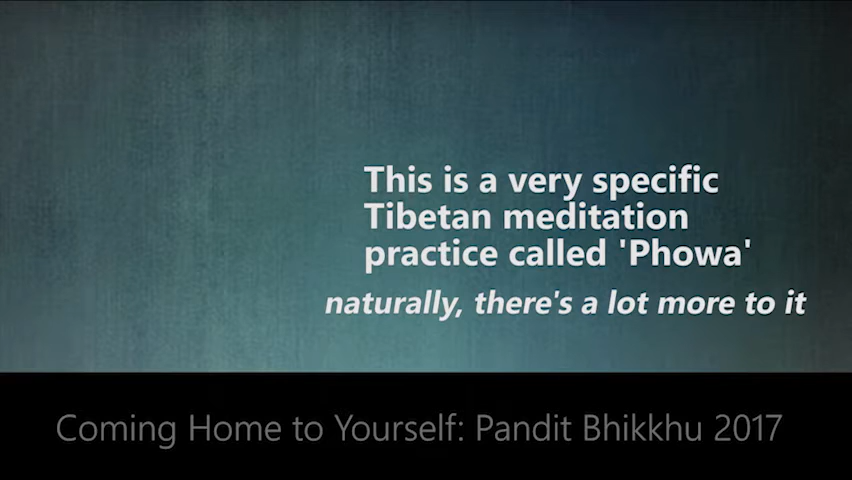 This is a very specific
Tibetan meditation
practice called 'Phowa'
naturally, there's a lot more to it
Coming Home to Yourself: Pandit Bhikkhu 2017